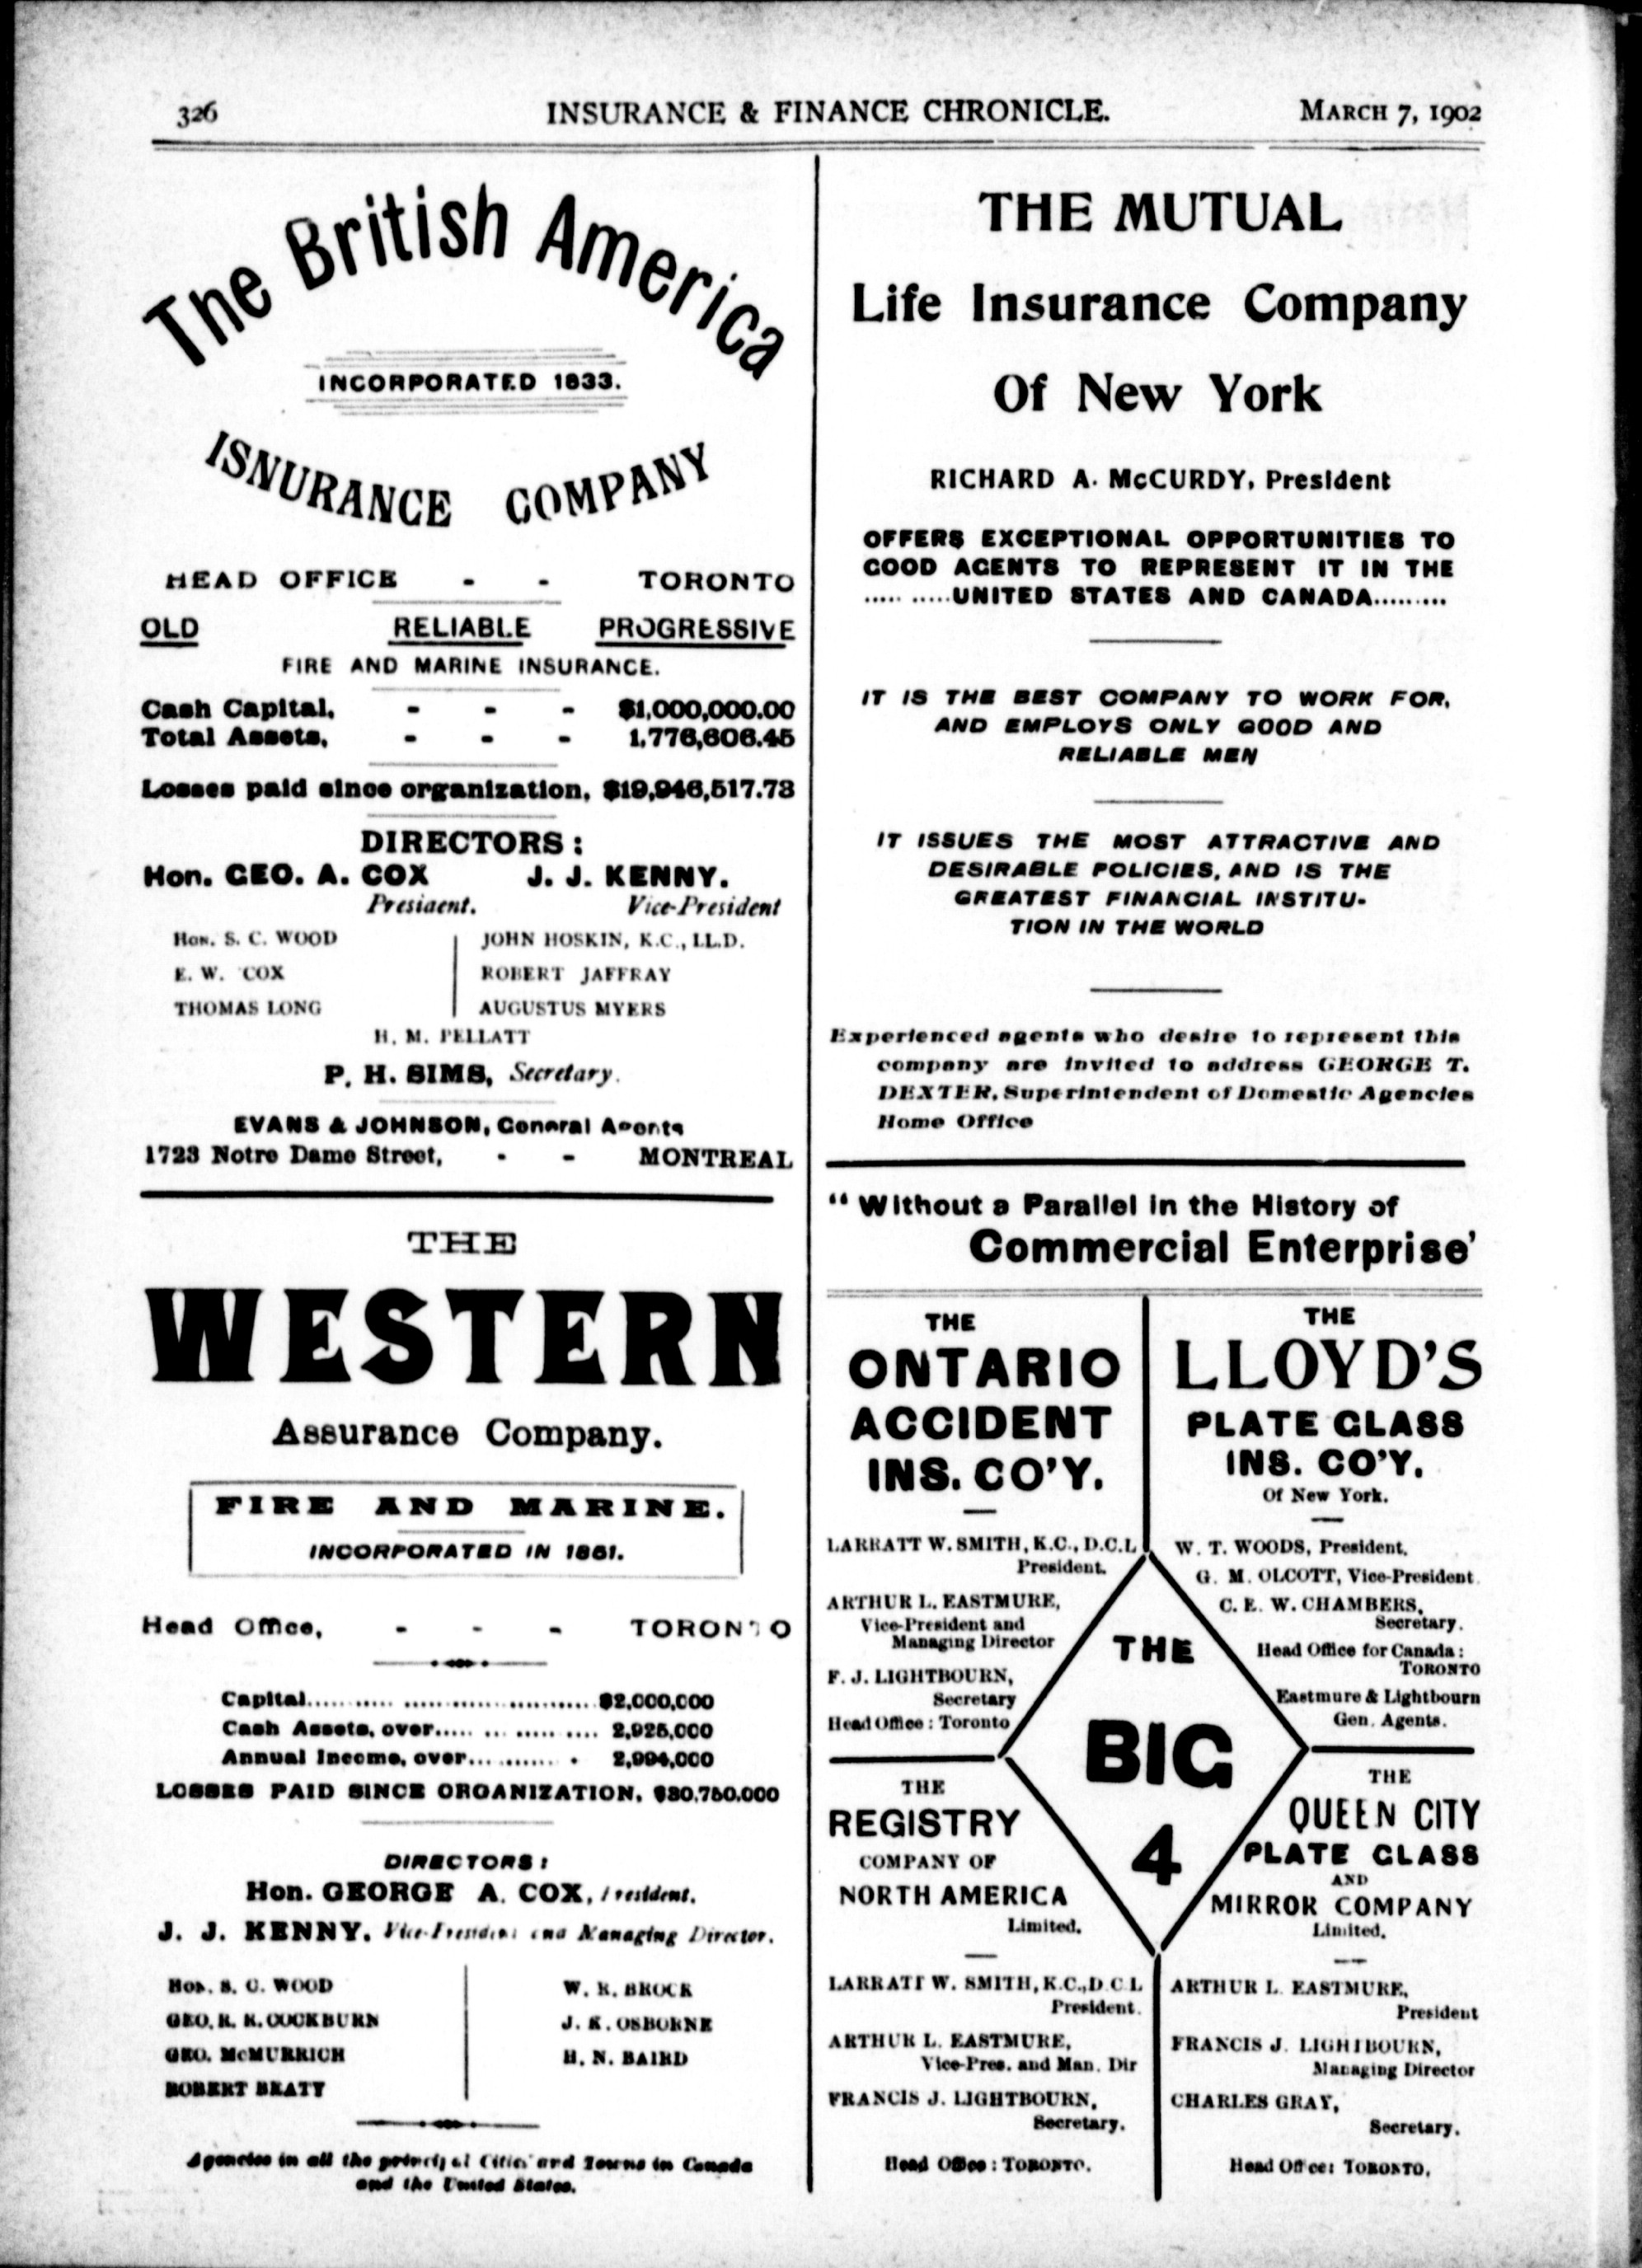 326 INSURANCE & FINANCE CHRONICLE. MARCH 7, 1902
The British America
INCORPORATED 1833.
ISNURANCE COMPANY
HEAD OFFICE - - TORONTO
OLD RELIABLE PROGRESSIVE
FIRE AND MARINE INSURANCE.
Cash Capital, - - - $1,000,000.00
Total Assets, - - - 1,776,606.45
Losses paid since organization, $19,946,517.73
DIRECTORS:
Hon. GEO. A. COX J. J. KENNY.
President. Vice-President
Hon. S. C. WOOD JOHN HOSKIN, K.C., LL.D.
E. W. COX ROBERT JAFFRAY
THOMAS LONG AUGUSTUS MYERS
H. M. PELLATT
P. H. SIMS, Secretary.
EVANS & JOHNSON, General Agents
1723 Notre Dame Street, - - MONTREAL
THE
WESTERN
Assurance Company.
FIRE AND MARINE.
INCORPORATED IN 1851.
Head Office, - - - TORONTO
Capital.................................... $2,000,000
Cash Assets, over................... 2,925,000
Annual Income, over............ 2,994,000
LOSSES PAID SINCE ORGANIZATION, $30,750,000
DIRECTORS:
Hon. GEORGE A. COX, President.
J. J. KENNY, Vice-President and Managing Director.
Hon. S. C. WOOD W. R. BROCK
GEO. R. R. COCKBURN J. K. OSBORNE
GEO. McMURRICH H. N. BAIRD
ROBERT BEATY
Agencies in all the principal Cities and Towns in Canada
and the United States.
THE MUTUAL
Life Insurance Company
Of New York
RICHARD A. McCURDY, President
OFFERS EXCEPTIONAL OPPORTUNITIES TO
GOOD AGENTS TO REPRESENT IT IN THE
..... .....UNITED STATES AND CANADA.........
IT IS THE BEST COMPANY TO WORK FOR,
AND EMPLOYS ONLY GOOD AND
RELIABLE MEN
IT ISSUES THE MOST ATTRACTIVE AND
DESIRABLE POLICIES, AND IS THE
GREATEST FINANCIAL INSTITU-
TION IN THE WORLD
Experienced agents who desire to represent this
company are invited to address GEORGE T.
DEXTER, Superintendent of Domestic Agencies
Home Office
"Without a Parallel in the History of
Commercial Enterprise'
THE
ONTARIO
ACCIDENT
INS. CO'Y.
LARRATT W. SMITH, K.C., D.C.L
President.
ARTHUR L. EASTMURE,
Vice-President and
Managing Director
F. J. LIGHTBOURN,
Secretary
Head Office: Toronto
THE
LLOYD'S
PLATE GLASS
INS. CO'Y.
Of New York.
W. T. WOODS, President.
G. M. OLCOTT, Vice-President.
C. E. W. CHAMBERS,
Secretary.
Head Office for Canada:
TORONTO
Eastmure & Lightbourn
Gen. Agents.
THE
BIG
4
THE
REGISTRY
COMPANY OF
NORTH AMERICA
Limited.
LARRATT W. SMITH, K.C., D C L
President.
ARTHUR L. EASTMURE,
Vice-Pres. and Man. Dir
FRANCIS J. LIGHTBOURN,
Secretary.
Head Office: TORONTO.
THE
QUEEN CITY
PLATE GLASS
AND
MIRROR COMPANY
Limited.
ARTHUR L. EASTMURE,
President
FRANCIS J. LIGHTBOURN,
Managing Director
CHARLES GRAY,
Secretary.
Head Office: TORONTO.